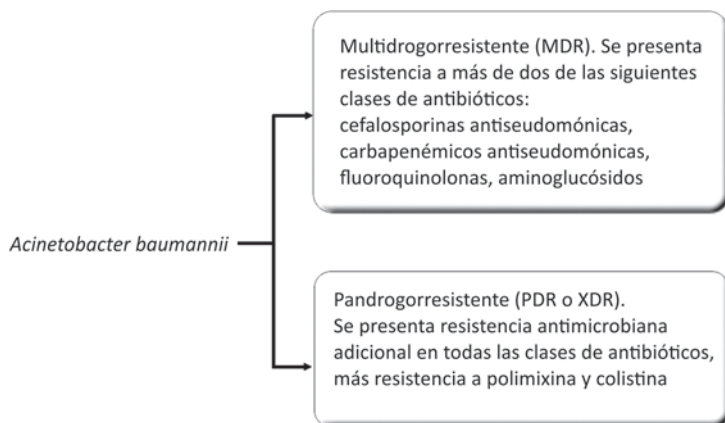 Multidrogorresistente (MDR). Se presenta
resistencia a más de dos de las siguientes
clases de antibióticos:
cefalosporinas antiseudomónicas,
carbapenémicos antiseudomónicas,
fluoroquinolonas, aminoglucósidos
Acinetobacter baumannii
Pandrogorresistente (PDR o XDR).
Se presenta resistencia antimicrobiana
adicional en todas las clases de antibióticos,
más resistencia a polimixina y colistina